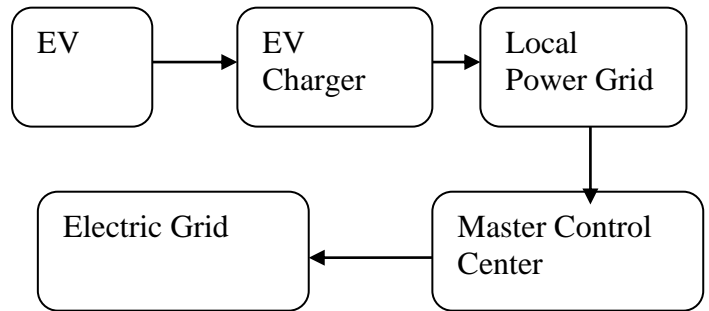 EV
EV
Charger
Local
Power Grid
Electric Grid
Master Control
Center